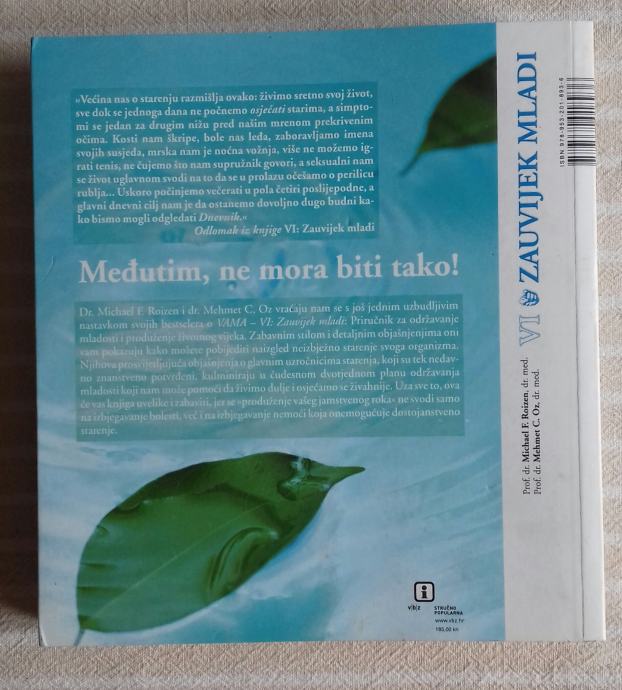 »Većina nas o starenju razmišlja ovako: živimo sretno svoj život,
sve dok se jednoga dana ne počnemo osjećati starima, a simpto-
mi se jedan za drugim nižu pred našim mrenom prekrivenim
očima. Kosti nam škripe, bole nas leđa, zaboravljamo imena
svojih susjeda, mrska nam je noćna vožnja, više ne možemo ig-
rati tenis, ne čujemo što nam supružnik govori, a seksualni nam
se život uglavnom svodi na to da se u prolazu očešamo o perilicu
rublja... Uskoro počinjemo večerati u pola četiri poslijepodne, a
glavni dnevni cilj nam je da ostanemo dovoljno dugo budni ka-
ko bismo mogli odgledati Dnevnik.«
Odlomak iz knjige VI: Zauvijek mladi
Međutim, ne mora biti tako!
Dr. Michael F. Roizen i dr. Mehmet C. Oz vraćaju nam se s još jednim uzbudljivim
nastavkom svojih bestselera o VAMA – VI: Zauvijek mladi: Priručnik za održavanje
mladosti i produženje životnog vijeka. Zabavnim stilom i detaljnim objašnjenjima oni
vam pokazuju kako možete pobijediti naizgled neizbježno starenje svoga organizma.
Njihova prosvjetljujuća objašnjenja o glavnim uzročnicima starenja, koji su tek nedav-
no znanstveno potvrđeni, kulminiraju u čudesnom dvotjednom planu održavanja
mladosti koji nam može pomoći da živimo dulje i osjećamo se živahnije. Uza sve to, ova
će vas knjiga uvelike i zabaviti, jer se »produženje vašeg jamstvenog roka« ne svodi samo
na izbjegavanje bolesti, već i na izbjegavanje nemoći koja onemogućuje dostojanstveno
starenje.
v|b|z
STRUČNO
POPULARNA
www.vbz.hr
180,00 kn
Prof. dr. Michael F. Roizen, dr. med.
Prof. dr. Mehmet C. Oz, dr. med.
VI ZAUVIJEK MLADI
ISBN 978-953-201-893-6